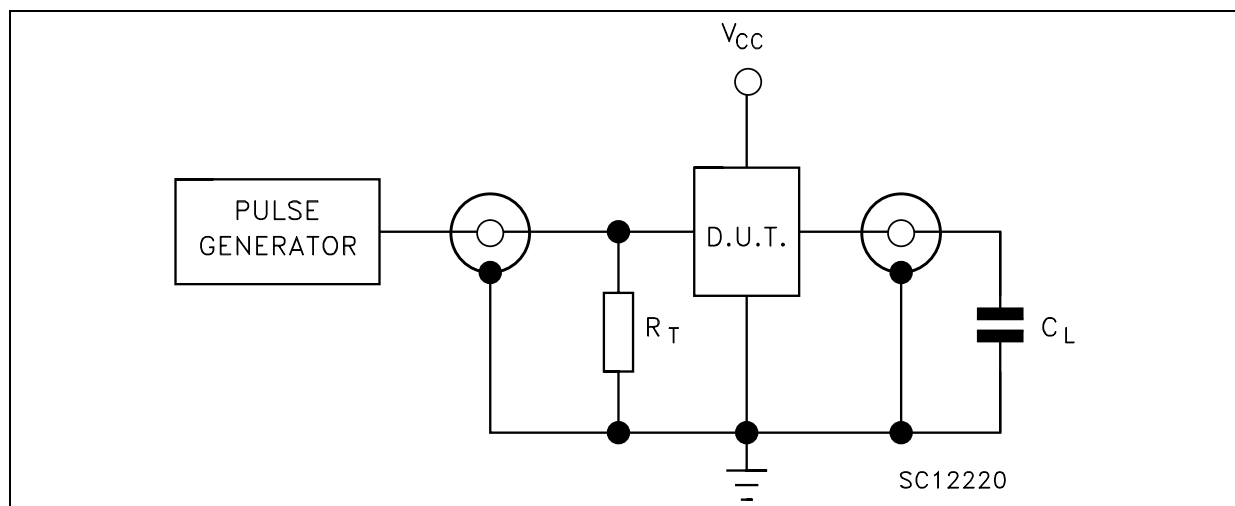 VCC
PULSE
GENERATOR
D.U.T.
RT
CL
SC12220